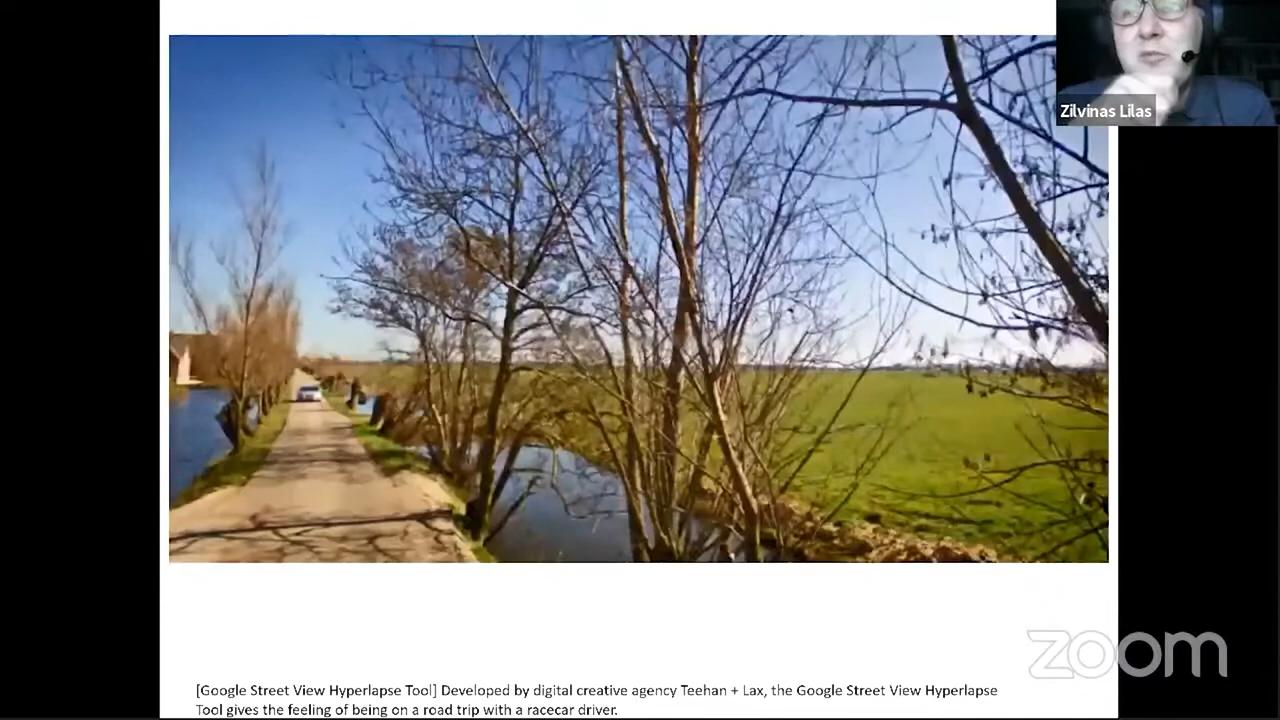 Zilvinas Lilas
zoom
[Google Street View Hyperlapse Tool] Developed by digital creative agency Teehan + Lax, the Google Street View Hyperlapse
Tool gives the feeling of being on a road trip with a racecar driver.